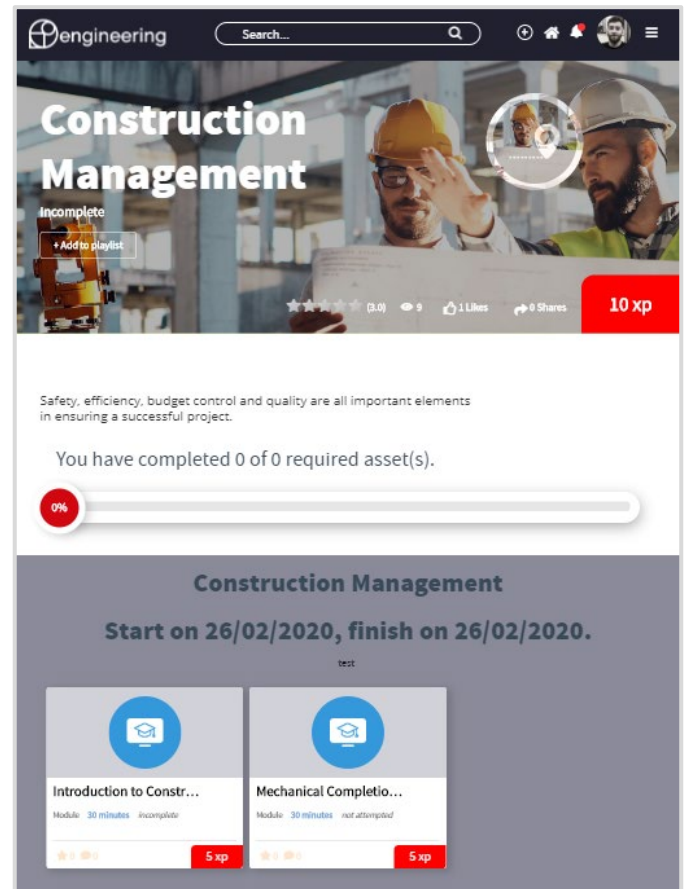 engineering
Search...
Construction
Management
Incomplete
+ Add to playlist
(3.0) 9 1 Likes 0 Shares
10 xp
Safety, efficiency, budget control and quality are all important elements
in ensuring a successful project.
You have completed 0 of 0 required asset(s).
0%
Construction Management
Start on 26/02/2020, finish on 26/02/2020.
test
Introduction to Constr...
Module 30 minutes incomplete
0 0
5 xp
Mechanical Completio...
Module 30 minutes not attempted
0 0
5 xp